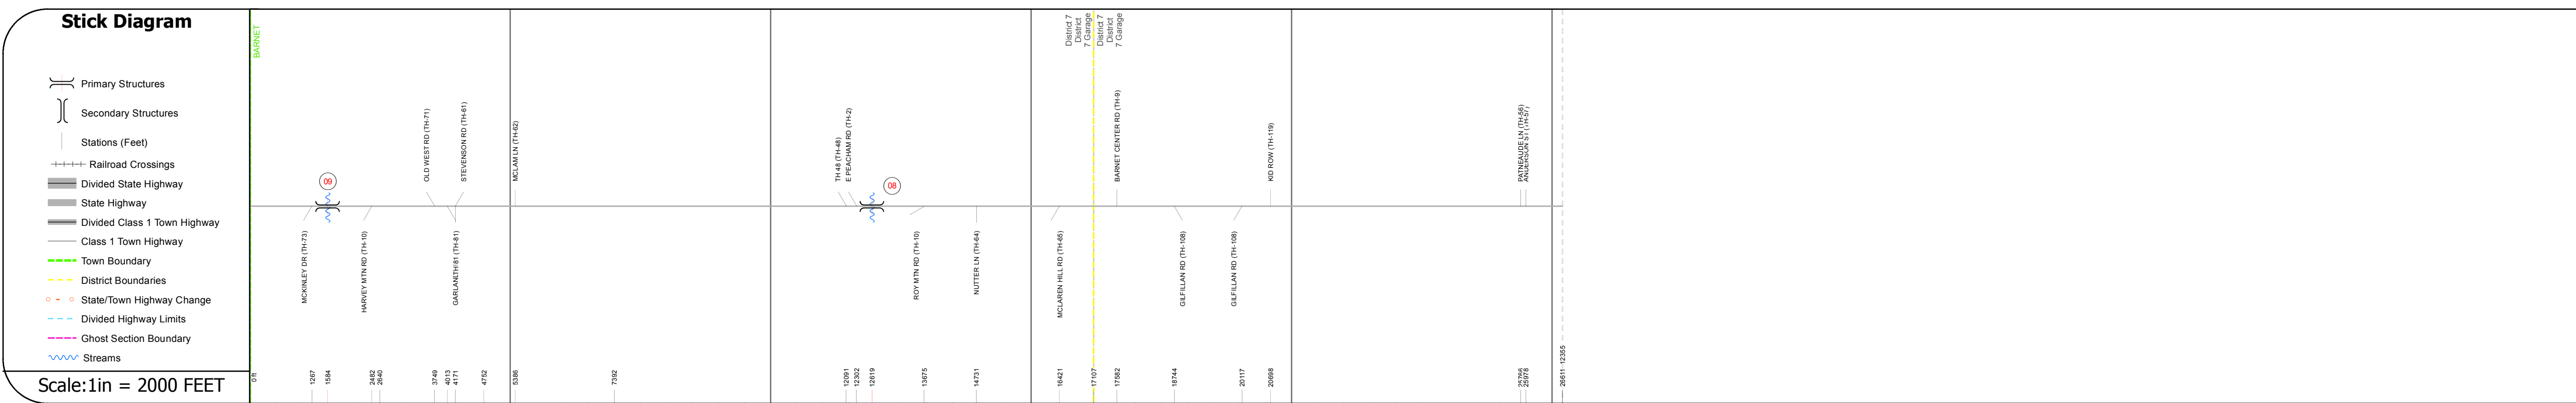 Stick Diagram
Primary Structures
Secondary Structures
Stations (Feet)
Railroad Crossings
Divided State Highway
State Highway
Divided Class 1 Town Highway
Class 1 Town Highway
Town Boundary
District Boundaries
State/Town Highway Change
Divided Highway Limits
Ghost Section Boundary
Streams
Scale:1in = 2000 FEET
BARNET
District 7
District
7 Garage
District 7
District
7 Garage
OLD WEST RD (TH-71)
STEVENSON RD (TH-61)
MCLAM LN (TH-62)
TH 48 (TH-48)
E PEACHAM RD (TH-2)
BARNET CENTER RD (TH-9)
KID ROW (TH-119)
PATNEAUDE LN (TH-56)
ANDERSON ST (TH-57)
09
08
MCKINLEY DR (TH-73)
HARVEY MTN RD (TH-10)
(TH-81)
ROY MTN RD (TH-10)
NUTTER LN (TH-64)
MCLAREN HILL RD (TH-65)
GILFILLAN RD (TH-108)
GILFILLAN RD (TH-108)
0 ft
1267
1584
2482
2640
3749
4013
4171
4752
5386
7392
12091
12302
12619
13675
14731
16421
17107
17582
18744
20117
20698
25978
26611
12355